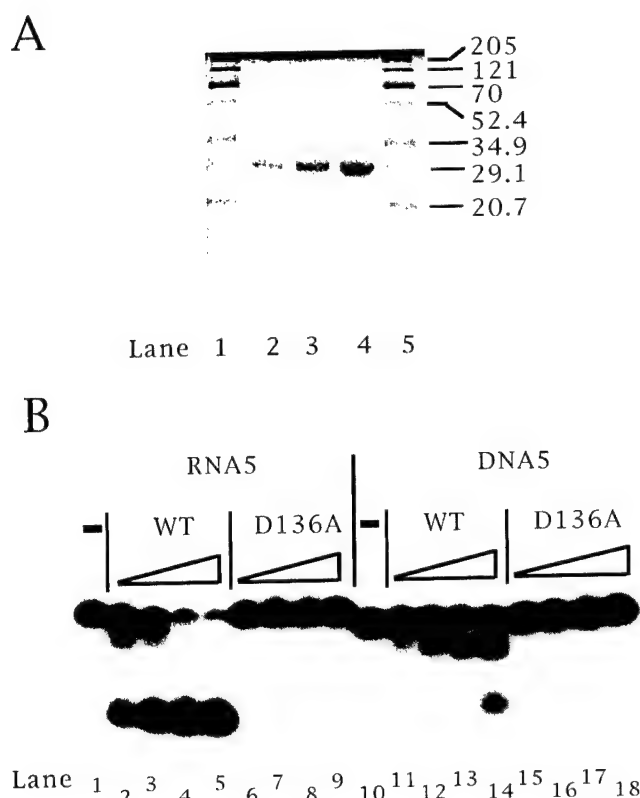 A
205
121
70
52.4
34.9
29.1
20.7
Lane 1 2 3 4 5
B
RNA5 DNA5
- WT D136A - WT D136A
Lane 1 2 3 4 5 6 7 8 9 10 11 12 13 14 15 16 17 18